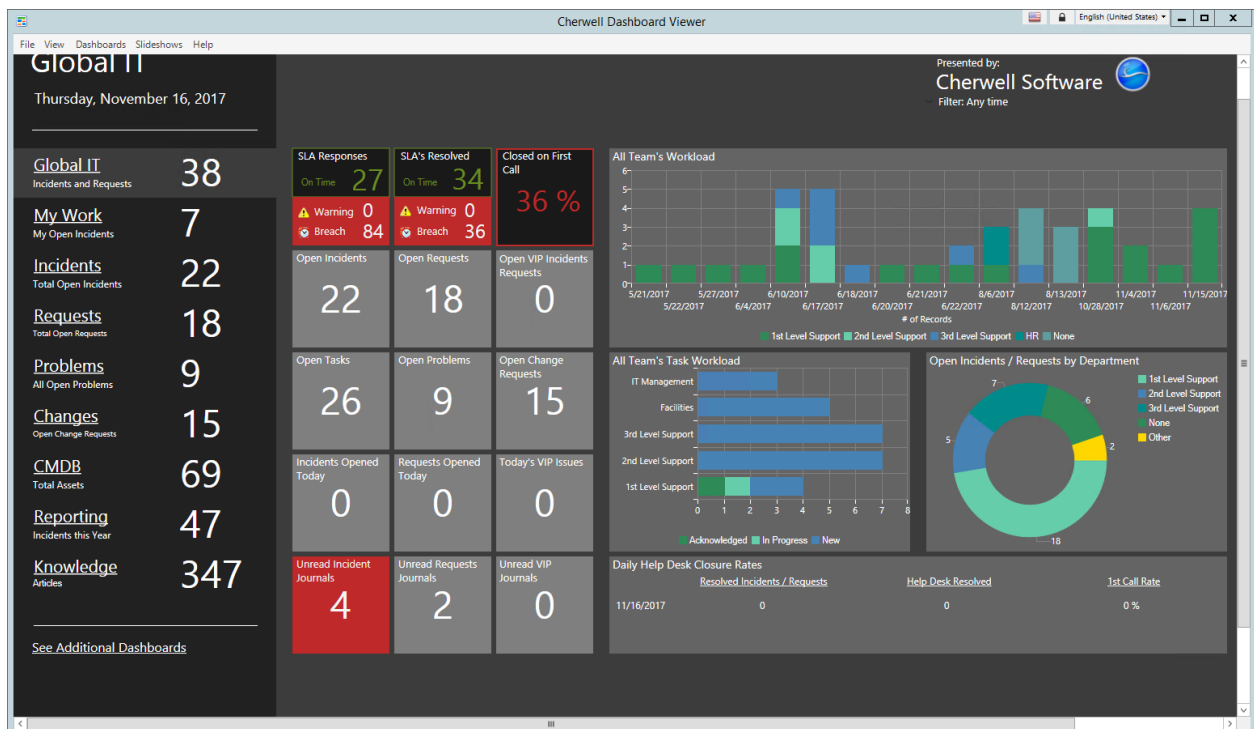 Cherwell Dashboard Viewer
English (United States)
File View Dashboards Slideshows Help
Global IT
Thursday, November 16, 2017
Presented by:
Cherwell Software
Filter: Any time
Global IT 38
Incidents and Requests
My Work 7
My Open Incidents
Incidents 22
Total Open Incidents
Requests 18
Total Open Requests
Problems 9
All Open Problems
Changes 15
Open Change Requests
CMDB 69
Total Assets
Reporting 47
Incidents this Year
Knowledge 347
Articles
See Additional Dashboards
SLA Responses
On Time 27
Warning 0
Breach 84
SLA's Resolved
On Time 34
Warning 0
Breach 36
Closed on First
Call
36 %
Open Incidents
22
Open Requests
18
Open VIP Incidents
Requests
0
Open Tasks
26
Open Problems
9
Open Change
Requests
15
Incidents Opened
Today
0
Requests Opened
Today
0
Today's VIP Issues
0
Unread Incident
Journals
4
Unread Requests
Journals
2
Unread VIP
Journals
0
All Team's Workload
6
5
4
3
2
1
0
5/21/2017 5/27/2017 6/10/2017 6/18/2017 6/21/2017 8/6/2017 8/13/2017 11/4/2017 11/15/2017
5/22/2017 6/4/2017 6/17/2017 6/20/2017 6/22/2017 8/12/2017 10/28/2017 11/6/2017
# of Records
1st Level Support 2nd Level Support 3rd Level Support HR None
All Team's Task Workload
IT Management
Facilities
3rd Level Support
2nd Level Support
1st Level Support
0 1 2 3 4 5 6 7 8
Acknowledged In Progress New
Open Incidents / Requests by Department
7
6
5
2
18
1st Level Support
2nd Level Support
3rd Level Support
None
Other
Daily Help Desk Closure Rates
Resolved Incidents / Requests Help Desk Resolved 1st Call Rate
11/16/2017 0 0 0 %